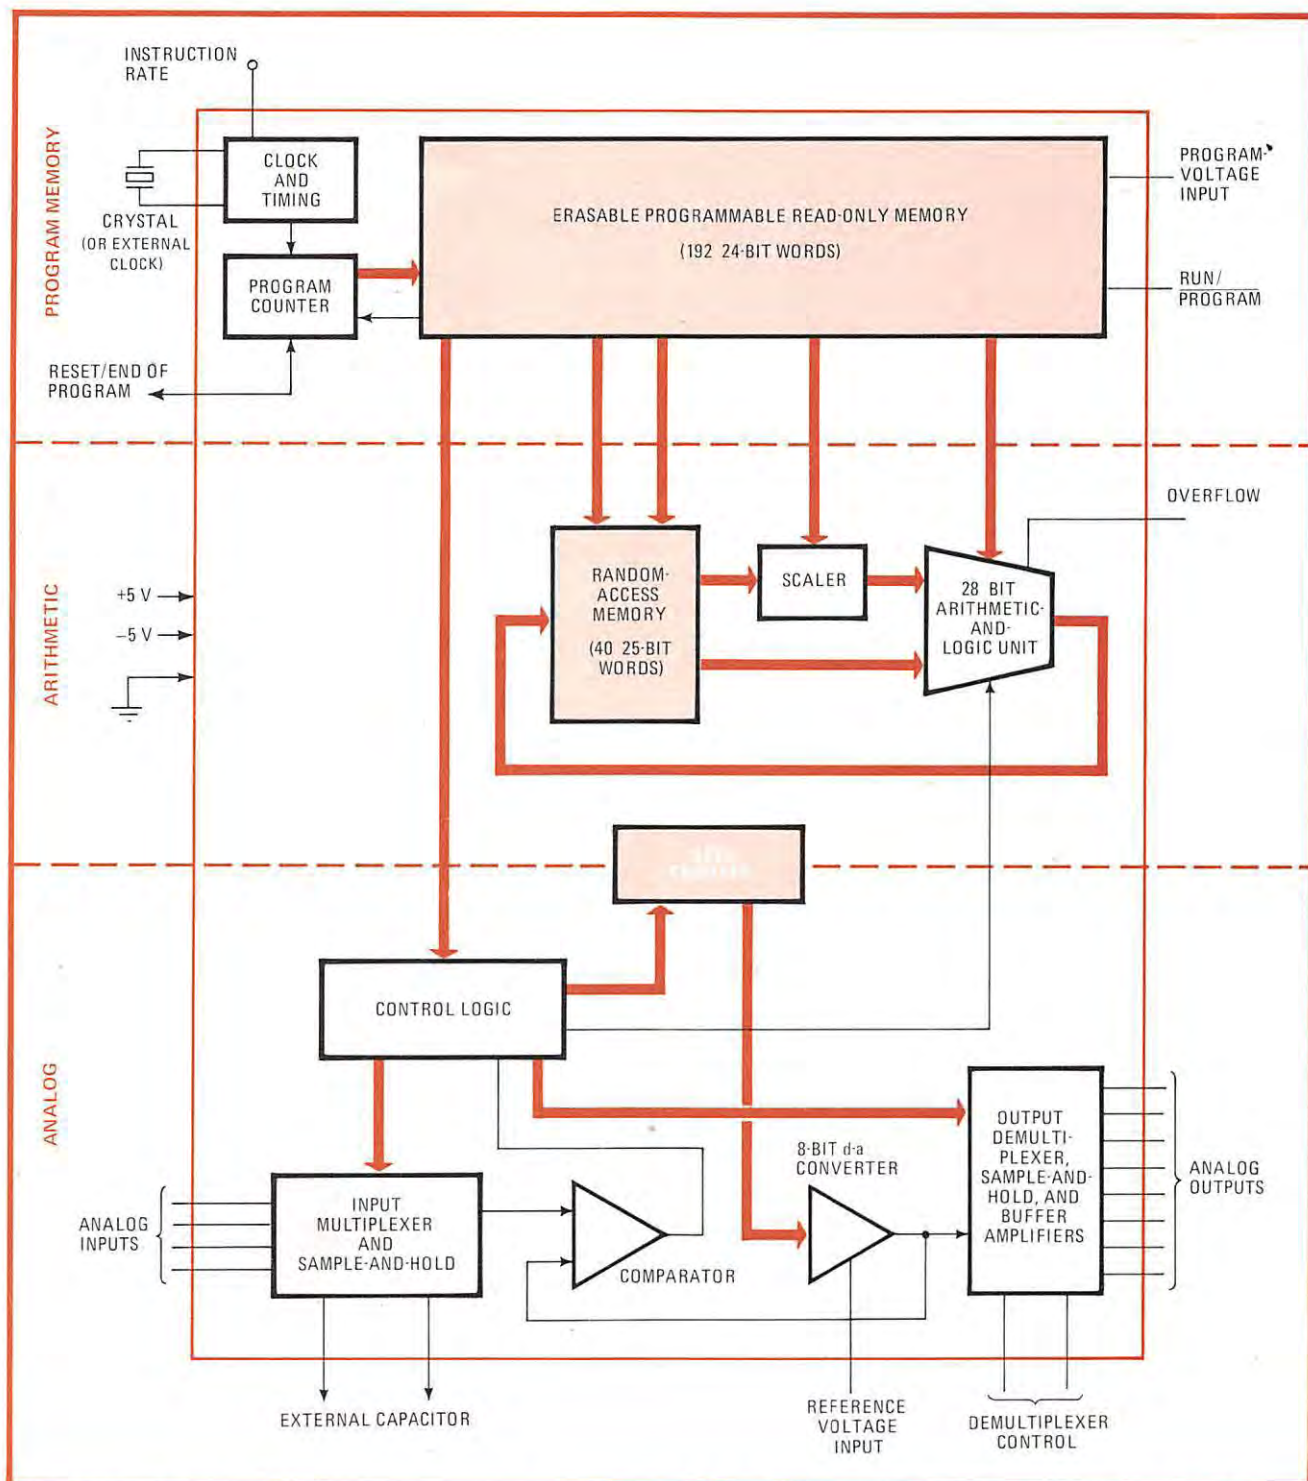 INSTRUCTION
RATE
PROGRAM MEMORY
CLOCK
AND
TIMING
CRYSTAL
(OR EXTERNAL
CLOCK)
PROGRAM
COUNTER
RESET/END OF
PROGRAM
ERASABLE PROGRAMMABLE READ-ONLY MEMORY
(192 24-BIT WORDS)
PROGRAM-
VOLTAGE
INPUT
RUN/
PROGRAM
ARITHMETIC
+5 V
−5 V
RANDOM-
ACCESS
MEMORY
(40 25-BIT
WORDS)
SCALER
28 BIT
ARITHMETIC-
AND-
LOGIC UNIT
OVERFLOW
ANALOG
CONTROL LOGIC
ANALOG
INPUTS
INPUT
MULTIPLEXER
AND
SAMPLE-AND-HOLD
COMPARATOR
8-BIT d-a
CONVERTER
OUTPUT
DEMULTI-
PLEXER,
SAMPLE-AND-
HOLD, AND
BUFFER
AMPLIFIERS
ANALOG
OUTPUTS
EXTERNAL CAPACITOR
REFERENCE
VOLTAGE
INPUT
DEMULTIPLEXER
CONTROL